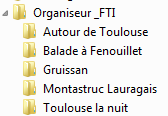 Organiseur _FTI
Autour de Toulouse
Balade à Fenouillet
Gruissan
Montastruc Lauragais
Toulouse la nuit